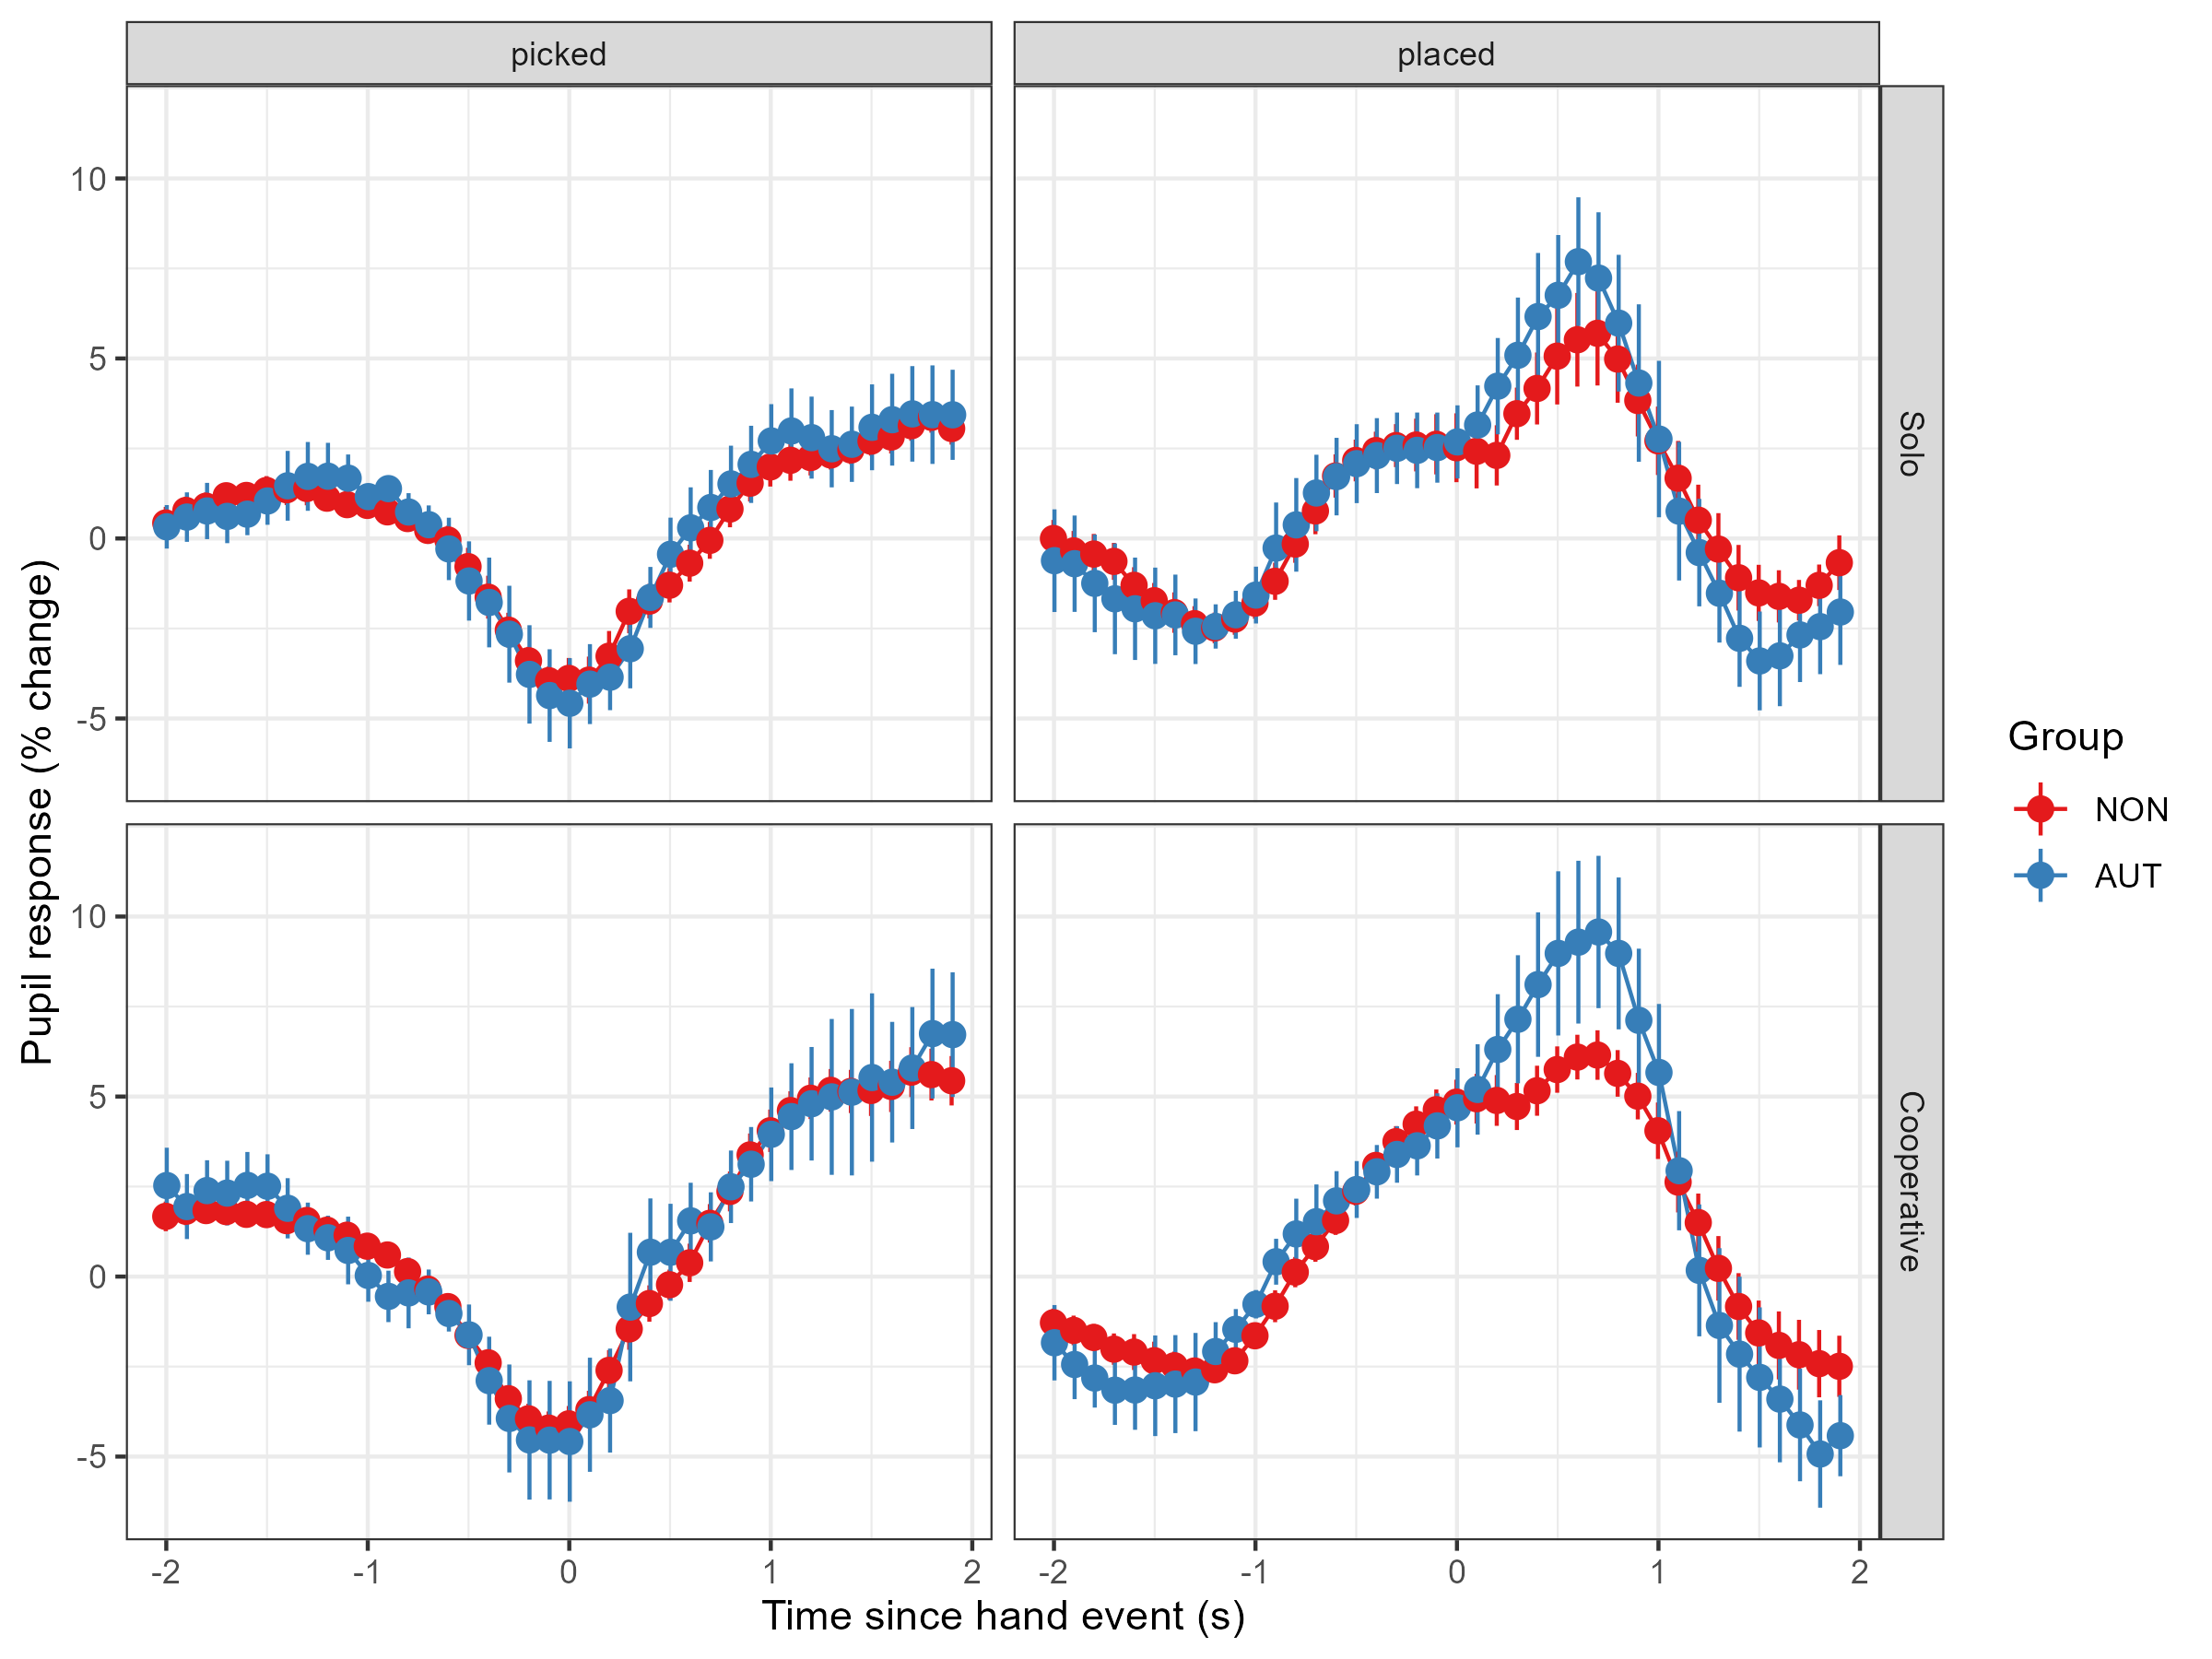 picked
placed
10
5
0
-5
Solo
10
5
0
-5
Cooperative
Pupil response (% change)
-2
-1
0
1
2
-2
-1
0
1
2
Time since hand event (s)
Group
NON
AUT